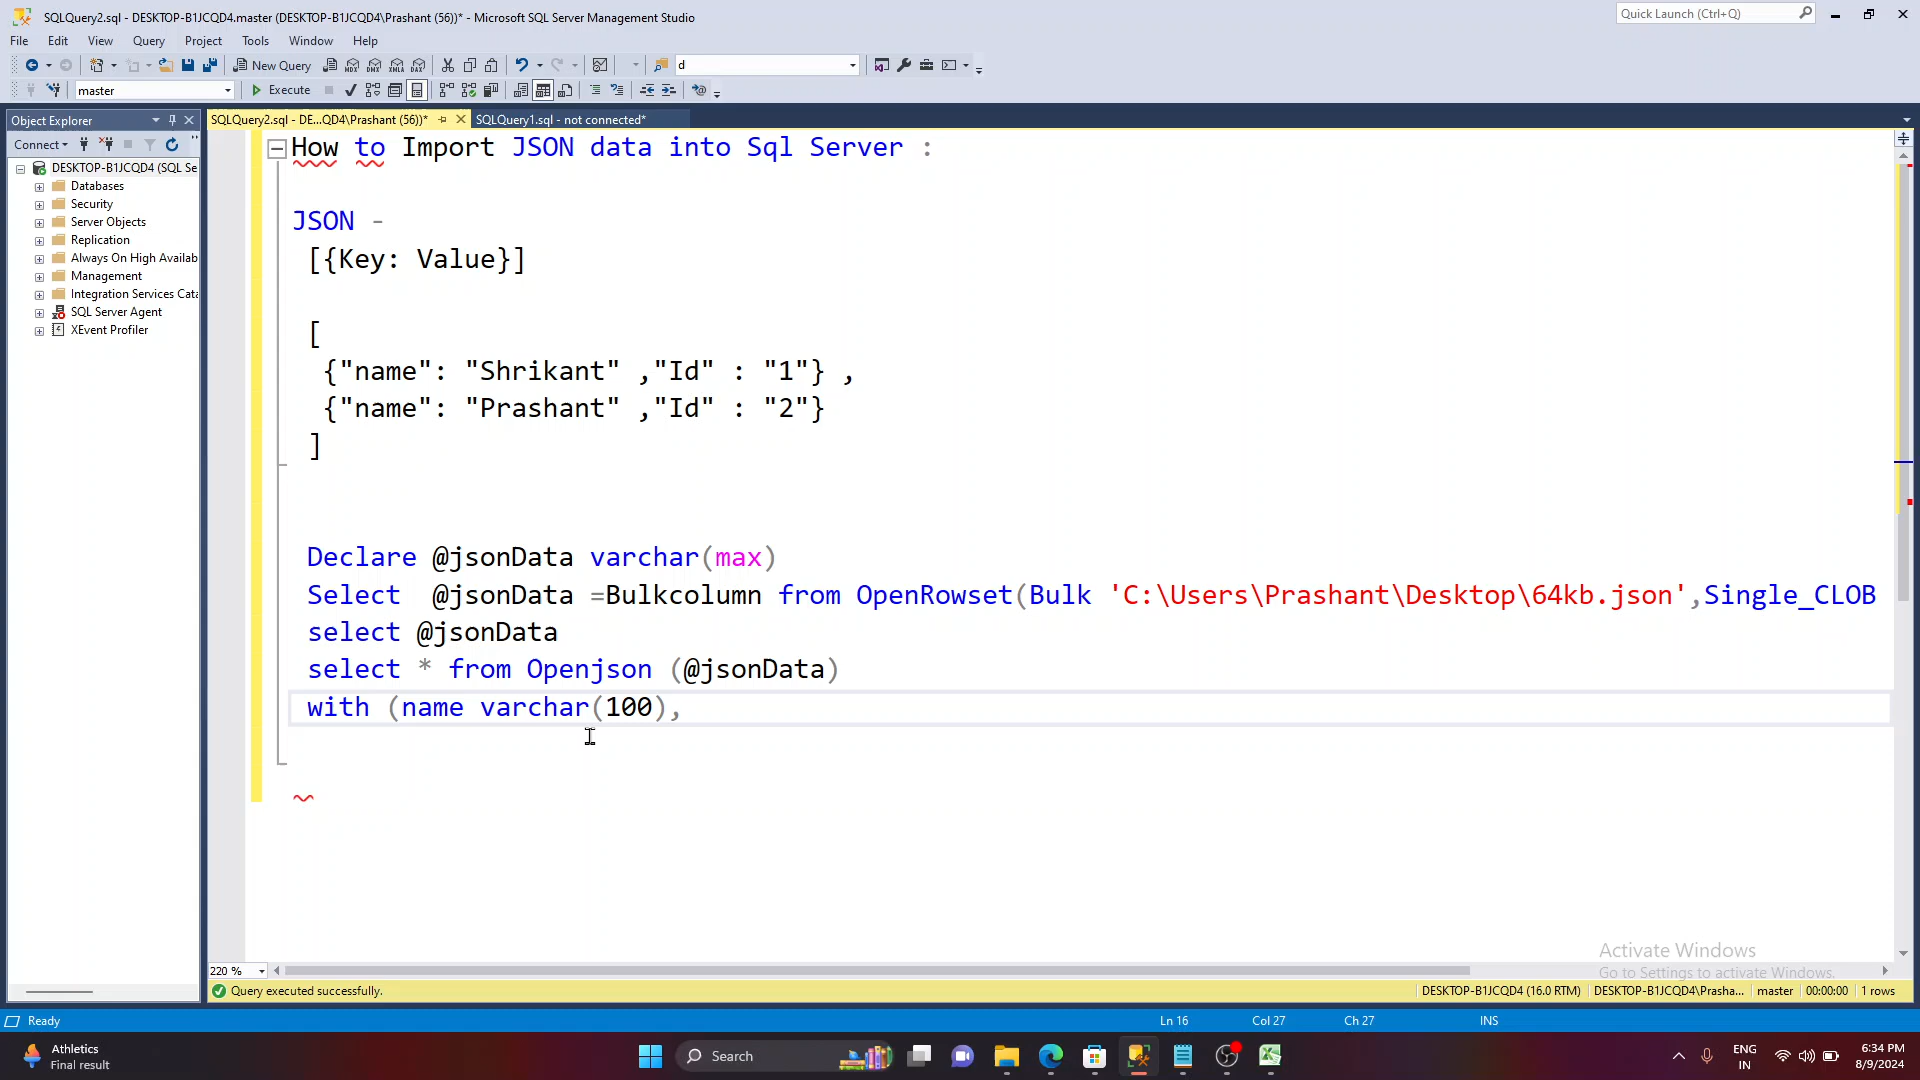 SQLQuery2.sql - DESKTOP-B1JCQD4.master (DESKTOP-B1JCQD4\Prashant (56))* - Microsoft SQL Server Management Studio
Quick Launch (Ctrl+Q)
File Edit View Query Project Tools Window Help
New Query
d
master
Execute
Object Explorer
SQLQuery2.sql - DE...QD4\Prashant (56))*
SQLQuery1.sql - not connected*
Connect
DESKTOP-B1JCQD4 (SQL Se
Databases
Security
Server Objects
Replication
Always On High Availab
Management
Integration Services Cata
SQL Server Agent
XEvent Profiler
How to Import JSON data into Sql Server :
JSON -
[{Key: Value}]
[
{"name": "Shrikant" ,"Id" : "1"} ,
{"name": "Prashant" ,"Id" : "2"}
]
Declare @jsonData varchar(max)
Select  @jsonData =Bulkcolumn from OpenRowset(Bulk 'C:\Users\Prashant\Desktop\64kb.json',Single_CLOB
select @jsonData
select * from Openjson (@jsonData)
with (name varchar(100),
Activate Windows
Go to Settings to activate Windows.
220 %
Query executed successfully.
DESKTOP-B1JCQD4 (16.0 RTM)
DESKTOP-B1JCQD4\Prasha...
master
00:00:00
1 rows
Ready
Ln 16
Col 27
Ch 27
INS
Athletics
Final result
Search
ENG
IN
6:34 PM
8/9/2024